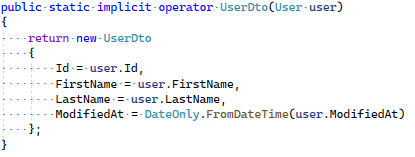 public static implicit operator UserDto(User user)
{
    return new UserDto
    {
        Id = user.Id,
        FirstName = user.FirstName,
        LastName = user.LastName,
        ModifiedAt = DateOnly.FromDateTime(user.ModifiedAt)
    };
}